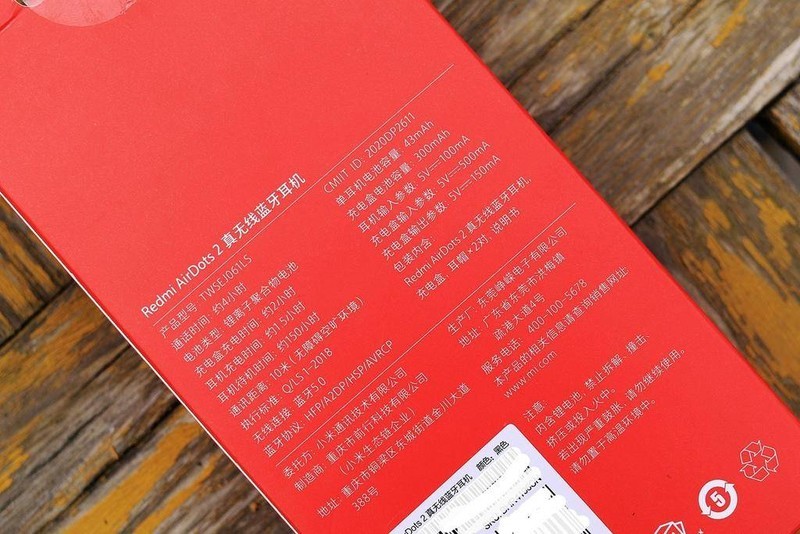 Redmi AirDots 2 真无线蓝牙耳机
产品型号: TWSEJ061LS
通话时间: 约4小时
电池类型: 锂离子聚合物电池
充电盒充电时间: 约2小时
耳机充电时间: 约1.5小时
耳机待机时间: 约150小时
通讯距离: 10米 (无障碍空旷环境)
执行标准: Q/LS 1-2018
无线连接: 蓝牙5.0
蓝牙协议: HFP/A2DP/HSP/AVRCP
CMIIT ID: 2020DP2611
单耳机电池容量: 43mAh
充电盒电池容量: 300mAh
耳机输入参数: 5V⎓100mA
充电盒输入参数: 5V⎓500mA
充电盒输出参数: 5V⎓150mA
包装内含:
Redmi AirDots 2 真无线蓝牙耳机、
充电盒、耳帽×2对、说明书
委托方: 小米通讯技术有限公司
制造商: 重庆市前行科技有限公司
(小米生态链企业)
地址: 重庆市铜梁区东城街道金川大道
388号
生产厂: 东莞峥嵘电子有限公司
地址: 广东省东莞市洪梅镇
疏港大道4号
服务电话: 400-100-5678
本产品的相关信息请查询销售网址:
www.mi.com
注意:
内含锂电池, 禁止拆解、撞击、
挤压或投入火中。
若出现严重鼓胀, 请勿继续使用。
请勿置于高温环境中。
5
Dots 2 真无线蓝牙耳机 颜色: 黑色